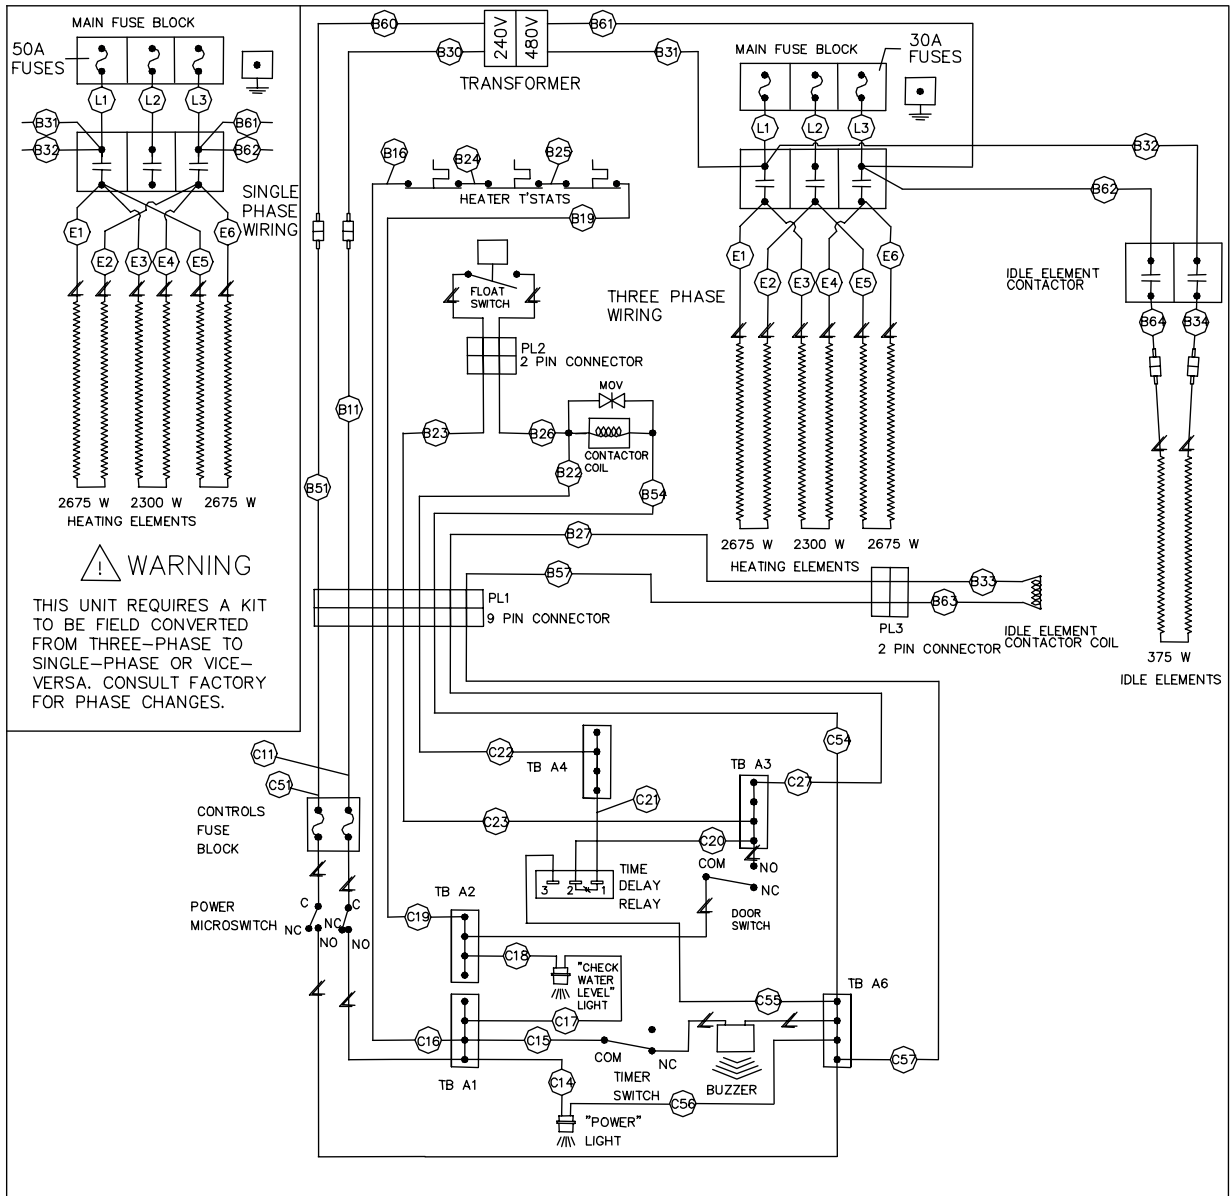 MAIN FUSE BLOCK
50A
FUSES
L1
L2
L3
B31
B32
B61
B62
SINGLE
PHASE
WIRING
E1
E2
E3
E4
E5
E6
2675 W
2300 W
2675 W
HEATING ELEMENTS
! WARNING
THIS UNIT REQUIRES A KIT
TO BE FIELD CONVERTED
FROM THREE-PHASE TO
SINGLE-PHASE OR VICE-
VERSA. CONSULT FACTORY
FOR PHASE CHANGES.
B60
B30
240V
480V
B61
B31
TRANSFORMER
MAIN FUSE BLOCK
30A
FUSES
L1
L2
L3
B32
B62
B16
B24
B25
HEATER T'STATS
B19
FLOAT
SWITCH
PL2
2 PIN CONNECTOR
THREE PHASE
WIRING
E1
E2
E3
E4
E5
E6
IDLE ELEMENT
CONTACTOR
B64
B34
MOV
B11
B23
B26
CONTACTOR
COIL
B22
B51
B54
2675 W
2300 W
2675 W
HEATING ELEMENTS
B27
B57
B33
B63
PL1
9 PIN CONNECTOR
PL3
2 PIN CONNECTOR
IDLE ELEMENT
CONTACTOR COIL
375 W
IDLE ELEMENTS
C11
C51
C22
TB A4
C54
TB A3
C27
C21
C23
C20
CONTROLS
FUSE
BLOCK
COM
NO
NC
DOOR
SWITCH
3
2
1
TIME
DELAY
RELAY
POWER
MICROSWITCH
C
NC
NO
C
NC
NO
TB A2
C19
C18
"CHECK
WATER
LEVEL"
LIGHT
C17
C55
TB A6
C16
C15
COM
NC
TIMER
SWITCH
BUZZER
C57
TB A1
C14
C56
"POWER"
LIGHT